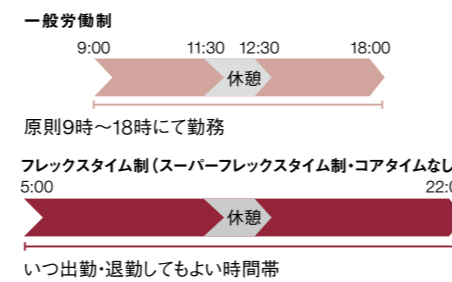 一般労働制
9:00 11:30 12:30 18:00
休憩
原則9時～18時にて勤務
フレックスタイム制（スーパーフレックスタイム制・コアタイムなし
5:00
休憩
いつ出勤・退勤してもよい時間帯